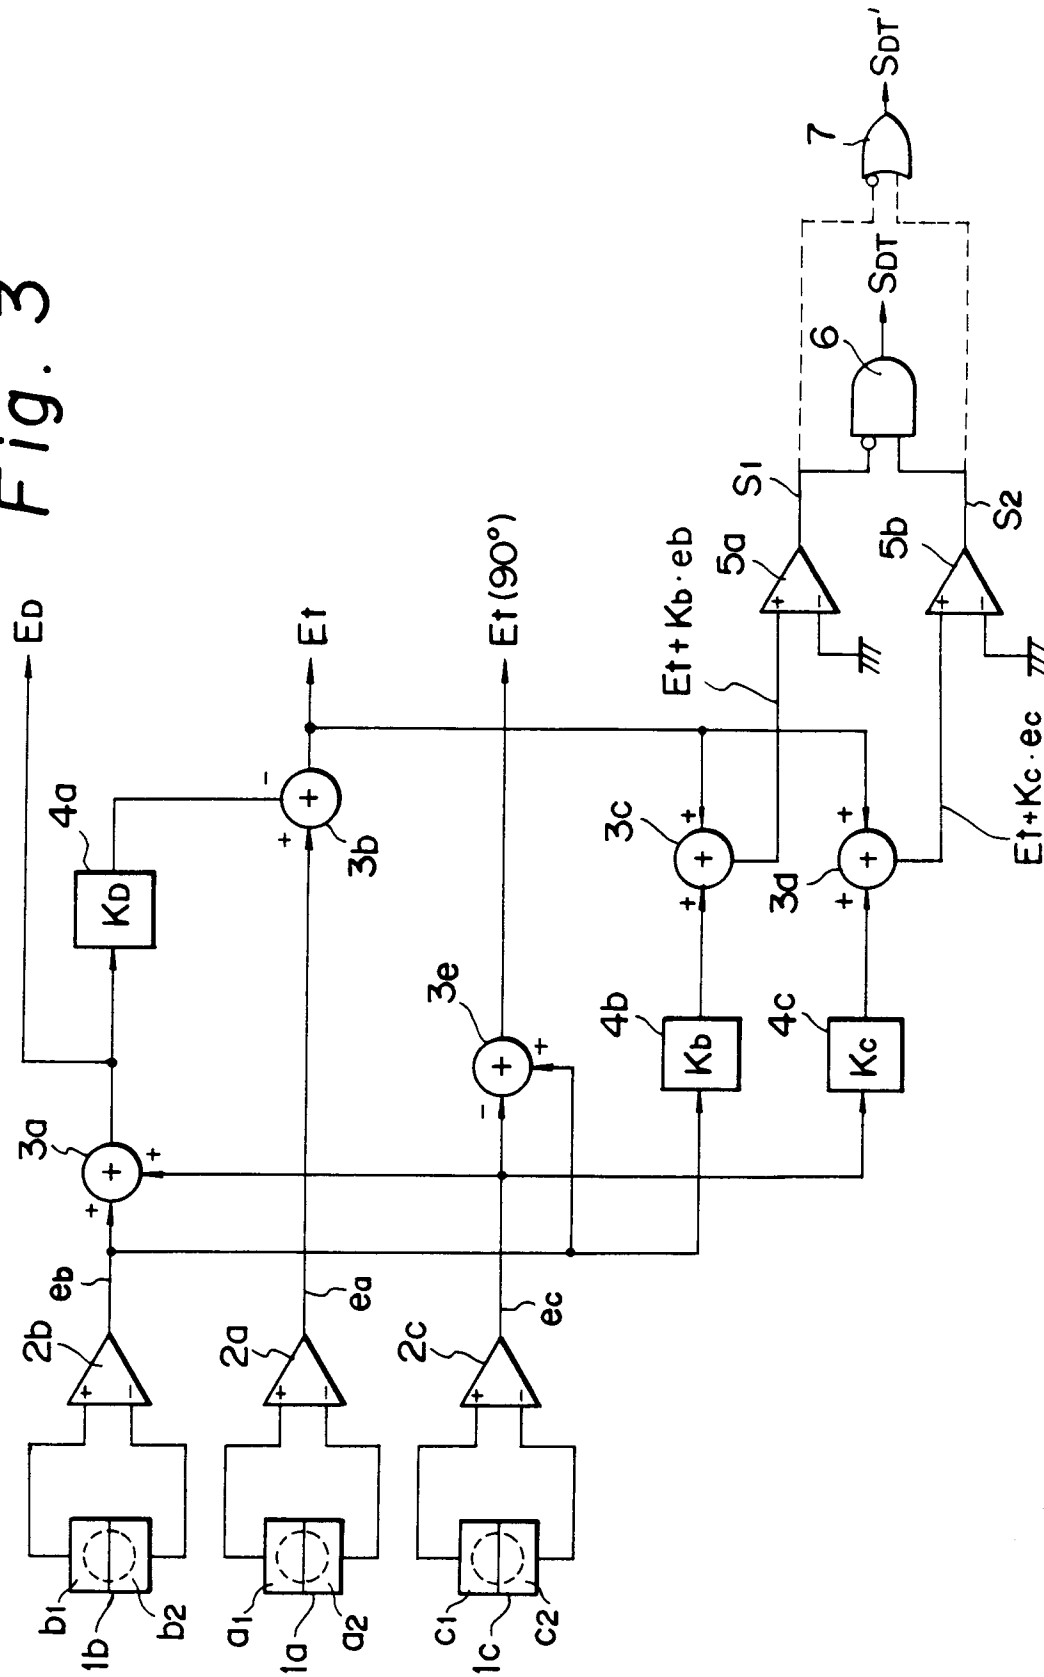 Fig. 3
ED
Et
Et (90°)
4a
KD
3a
+
+
+
3b
+
−
+
3e
+
−
+
eb
ea
ec
2b
+
−
2a
+
−
2c
+
−
b1
1b
b2
a1
1a
a2
c1
1c
c2
4b
Kb
4c
Kc
3c
+
+
+
3d
+
+
+
Et+Kb·eb
Et+Kc·ec
5a
+
−
5b
+
−
S1
S2
6
SDT
7
SDT'